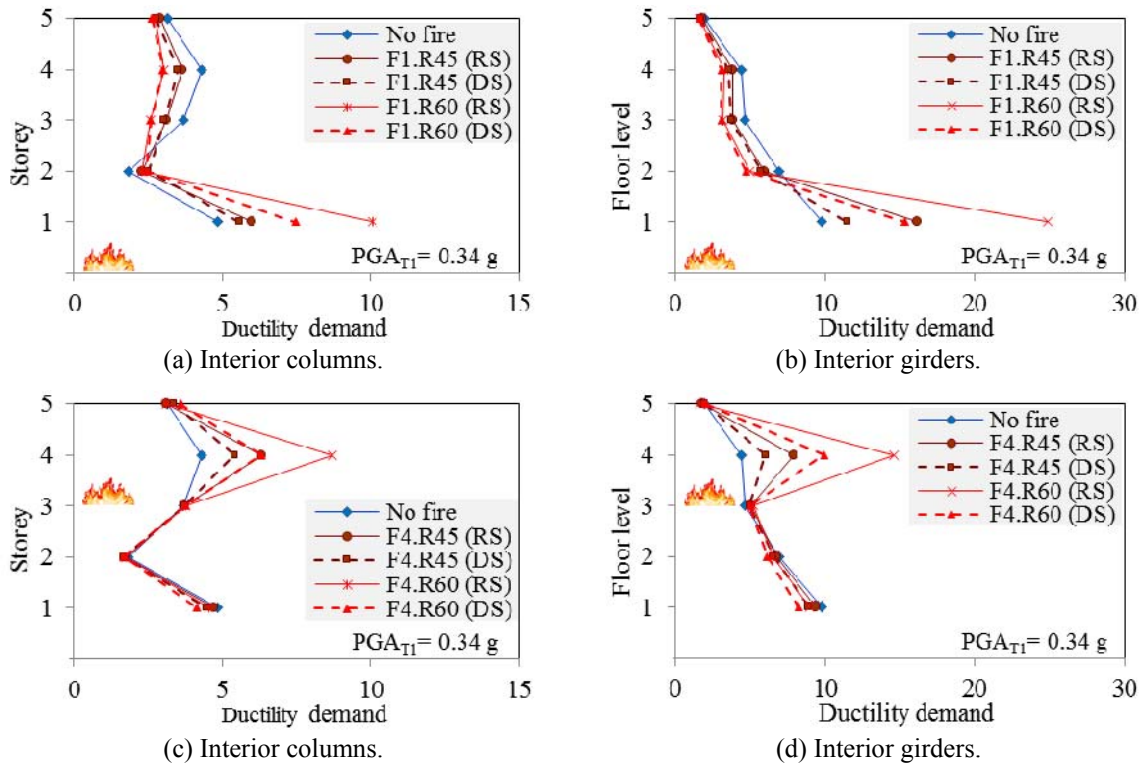 5
4
3
2
1
Storey
No fire
F1.R45 (RS)
F1.R45 (DS)
F1.R60 (RS)
F1.R60 (DS)
PGAT1= 0.34 g
0 5 10 15
Ductility demand
(a) Interior columns.
5
4
3
2
1
Floor level
No fire
F1.R45 (RS)
F1.R45 (DS)
F1.R60 (RS)
F1.R60 (DS)
PGAT1= 0.34 g
0 10 20 30
Ductility demand
(b) Interior girders.
5
4
3
2
1
Storey
No fire
F4.R45 (RS)
F4.R45 (DS)
F4.R60 (RS)
F4.R60 (DS)
PGAT1= 0.34 g
0 5 10 15
Ductility demand
(c) Interior columns.
5
4
3
2
1
Floor level
No fire
F4.R45 (RS)
F4.R45 (DS)
F4.R60 (RS)
F4.R60 (DS)
PGAT1= 0.34 g
0 10 20 30
Ductility demand
(d) Interior girders.